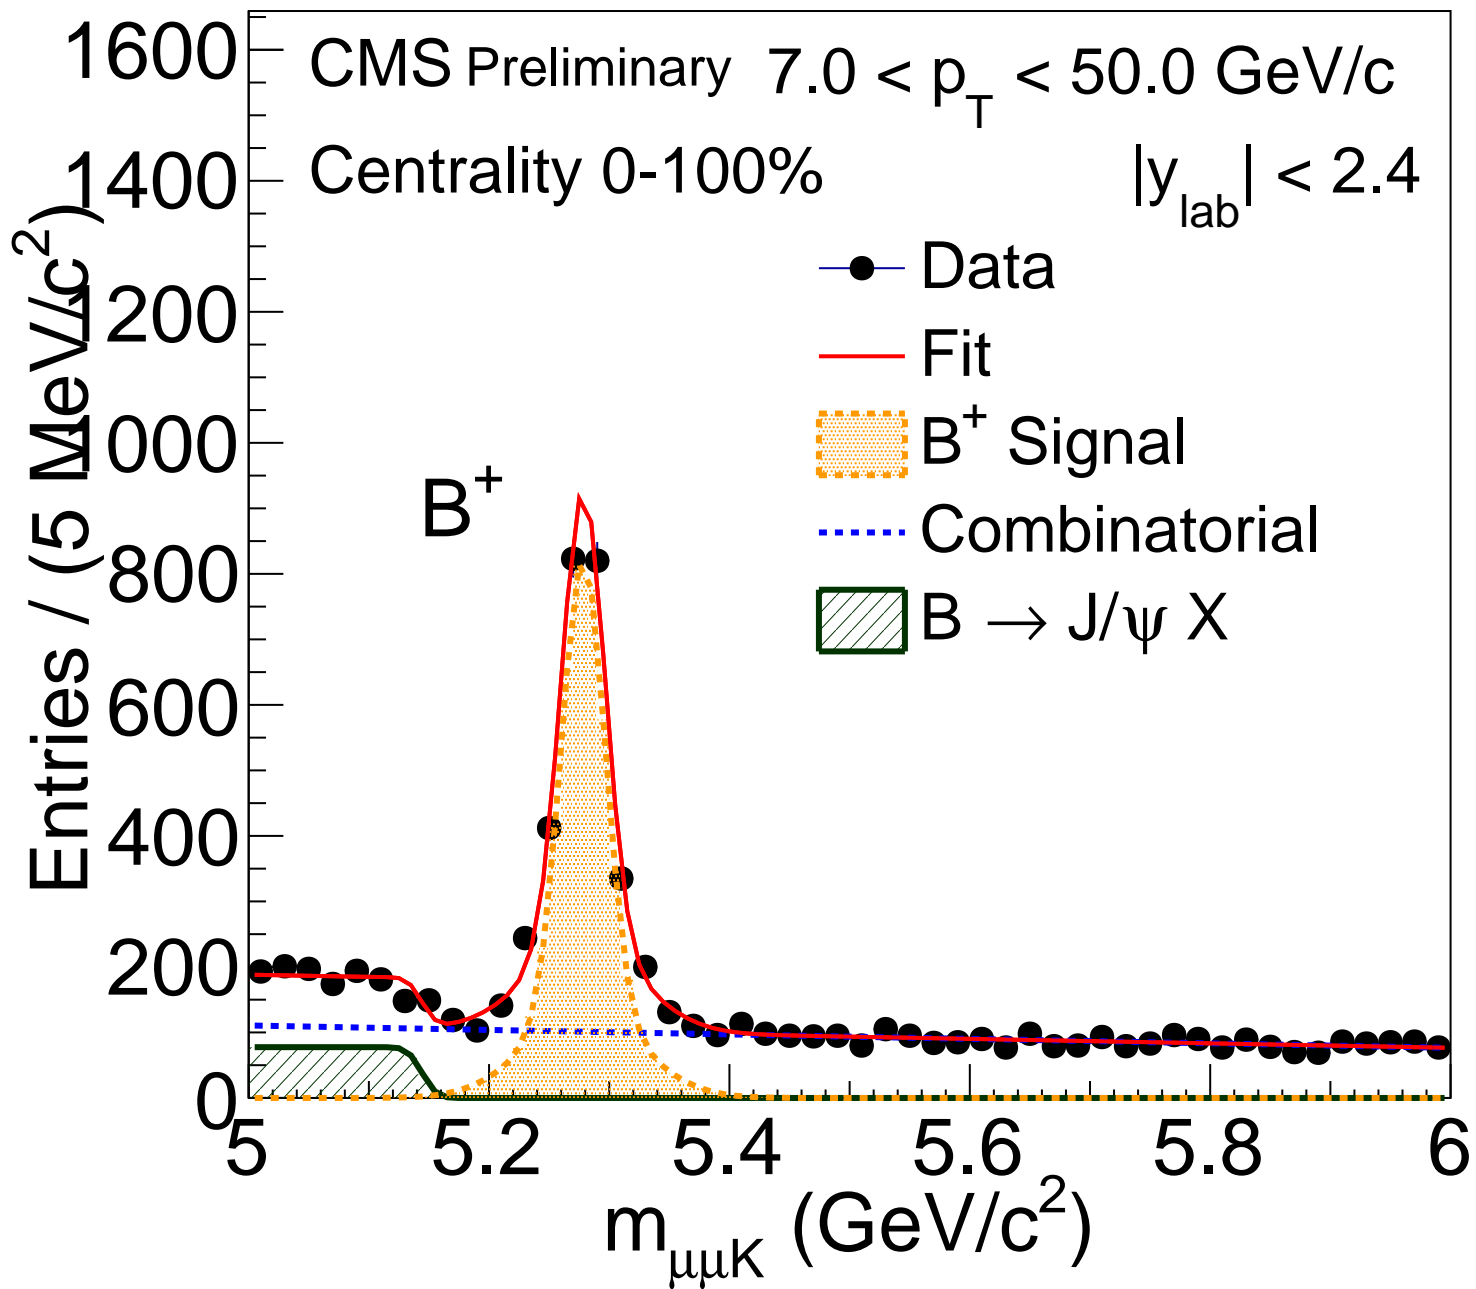 CMS Preliminary 7.0 < p_T < 50.0 GeV/c
Centrality 0-100% |y_lab| < 2.4
Data
Fit
B⁺ Signal
Combinatorial
B → J/ψ X
B⁺
Entries / (5 MeV/c²)
1600
1400
1200
1000
800
600
400
200
0
5 5.2 5.4 5.6 5.8 6
m_μμK (GeV/c²)